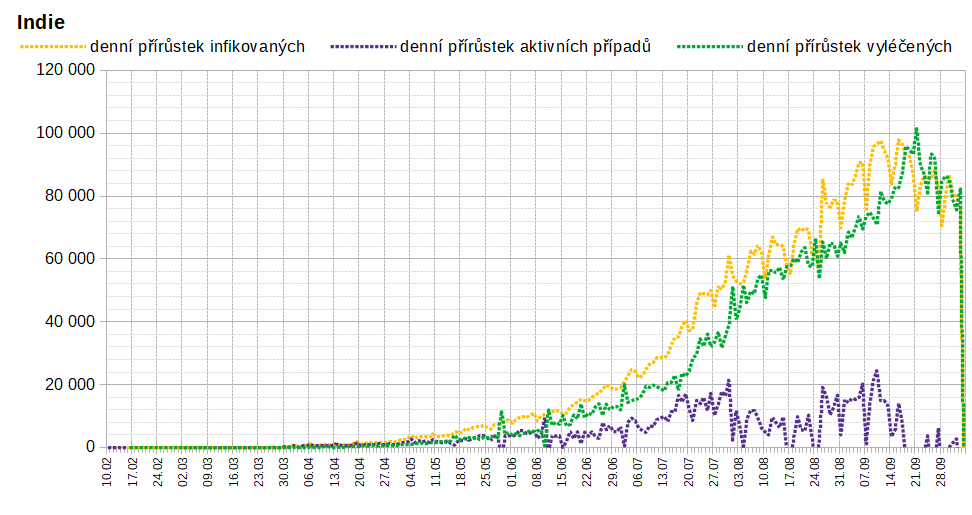 Indie
denní přírůstek infikovaných denní přírůstek aktivních případů denní přírůstek vyléčených
120 000
100 000
80 000
60 000
40 000
20 000
0
10.02 17.02 24.02 02.03 09.03 16.03 23.03 30.03 06.04 13.04 20.04 27.04 04.05 11.05 18.05 25.05 01.06 08.06 15.06 22.06 29.06 06.07 13.07 20.07 27.07 03.08 10.08 17.08 24.08 31.08 07.09 14.09 21.09 28.09